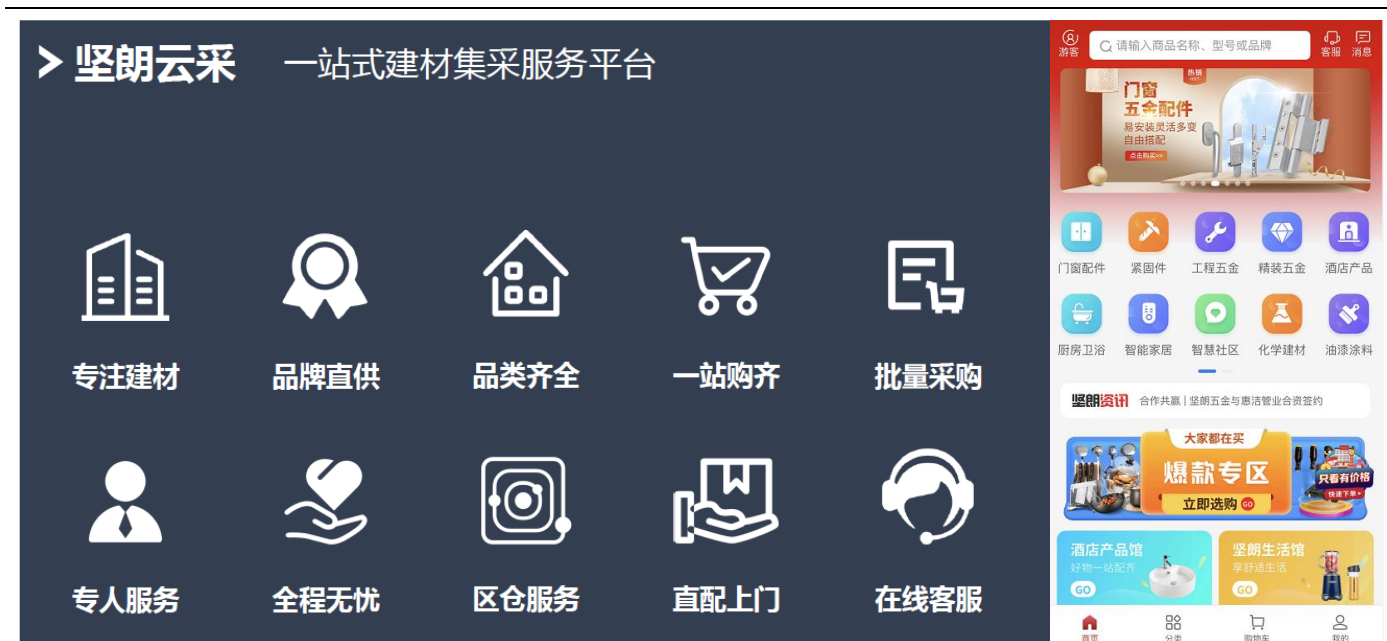 坚朗云采 一站式建材集采服务平台
专注建材 品牌直供 品类齐全 一站购齐 批量采购
专人服务 全程无忧 区仓服务 直配上门 在线客服
游客 请输入商品名称、型号或品牌 客服 消息
热销
HOT
门窗
五金配件
易安装灵活多变
自由搭配
点击购买>>
门窗配件 紧固件 工程五金 精装五金 酒店产品
厨房卫浴 智能家居 智慧社区 化学建材 油漆涂料
坚朗资讯 合作共赢 | 坚朗五金与惠洁管业合资签约
大家都在买
爆款专区
立即选购 GO
只看有价格
快速下单
酒店产品馆
好物一站配齐
GO
坚朗生活馆
享舒适生活
GO
首页 分类 购物车 我的